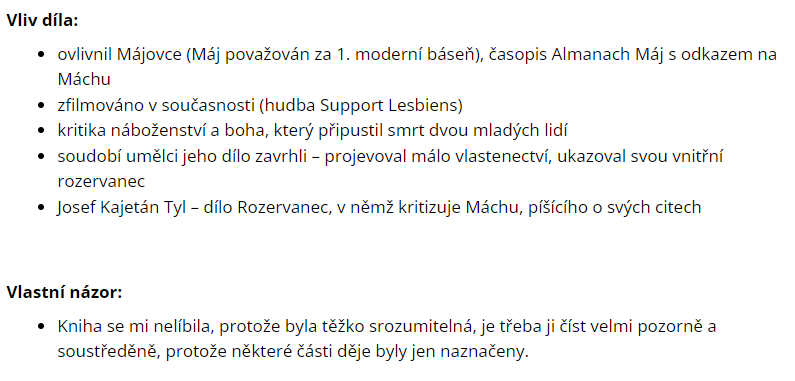 Vliv díla:
• ovlivnil Májovce (Máj považován za 1. moderní báseň), časopis Almanach Máj s odkazem na
Máchu
• zfilmováno v současnosti (hudba Support Lesbiens)
• kritika náboženství a boha, který připustil smrt dvou mladých lidí
• soudobí umělci jeho dílo zavrhli – projevoval málo vlastenectví, ukazoval svou vnitřní
rozervanec
• Josef Kajetán Tyl – dílo Rozervanec, v němž kritizuje Máchu, píšícího o svých citech
Vlastní názor:
• Kniha se mi nelíbila, protože byla těžko srozumitelná, je třeba ji číst velmi pozorně a
soustředěně, protože některé části děje byly jen naznačeny.